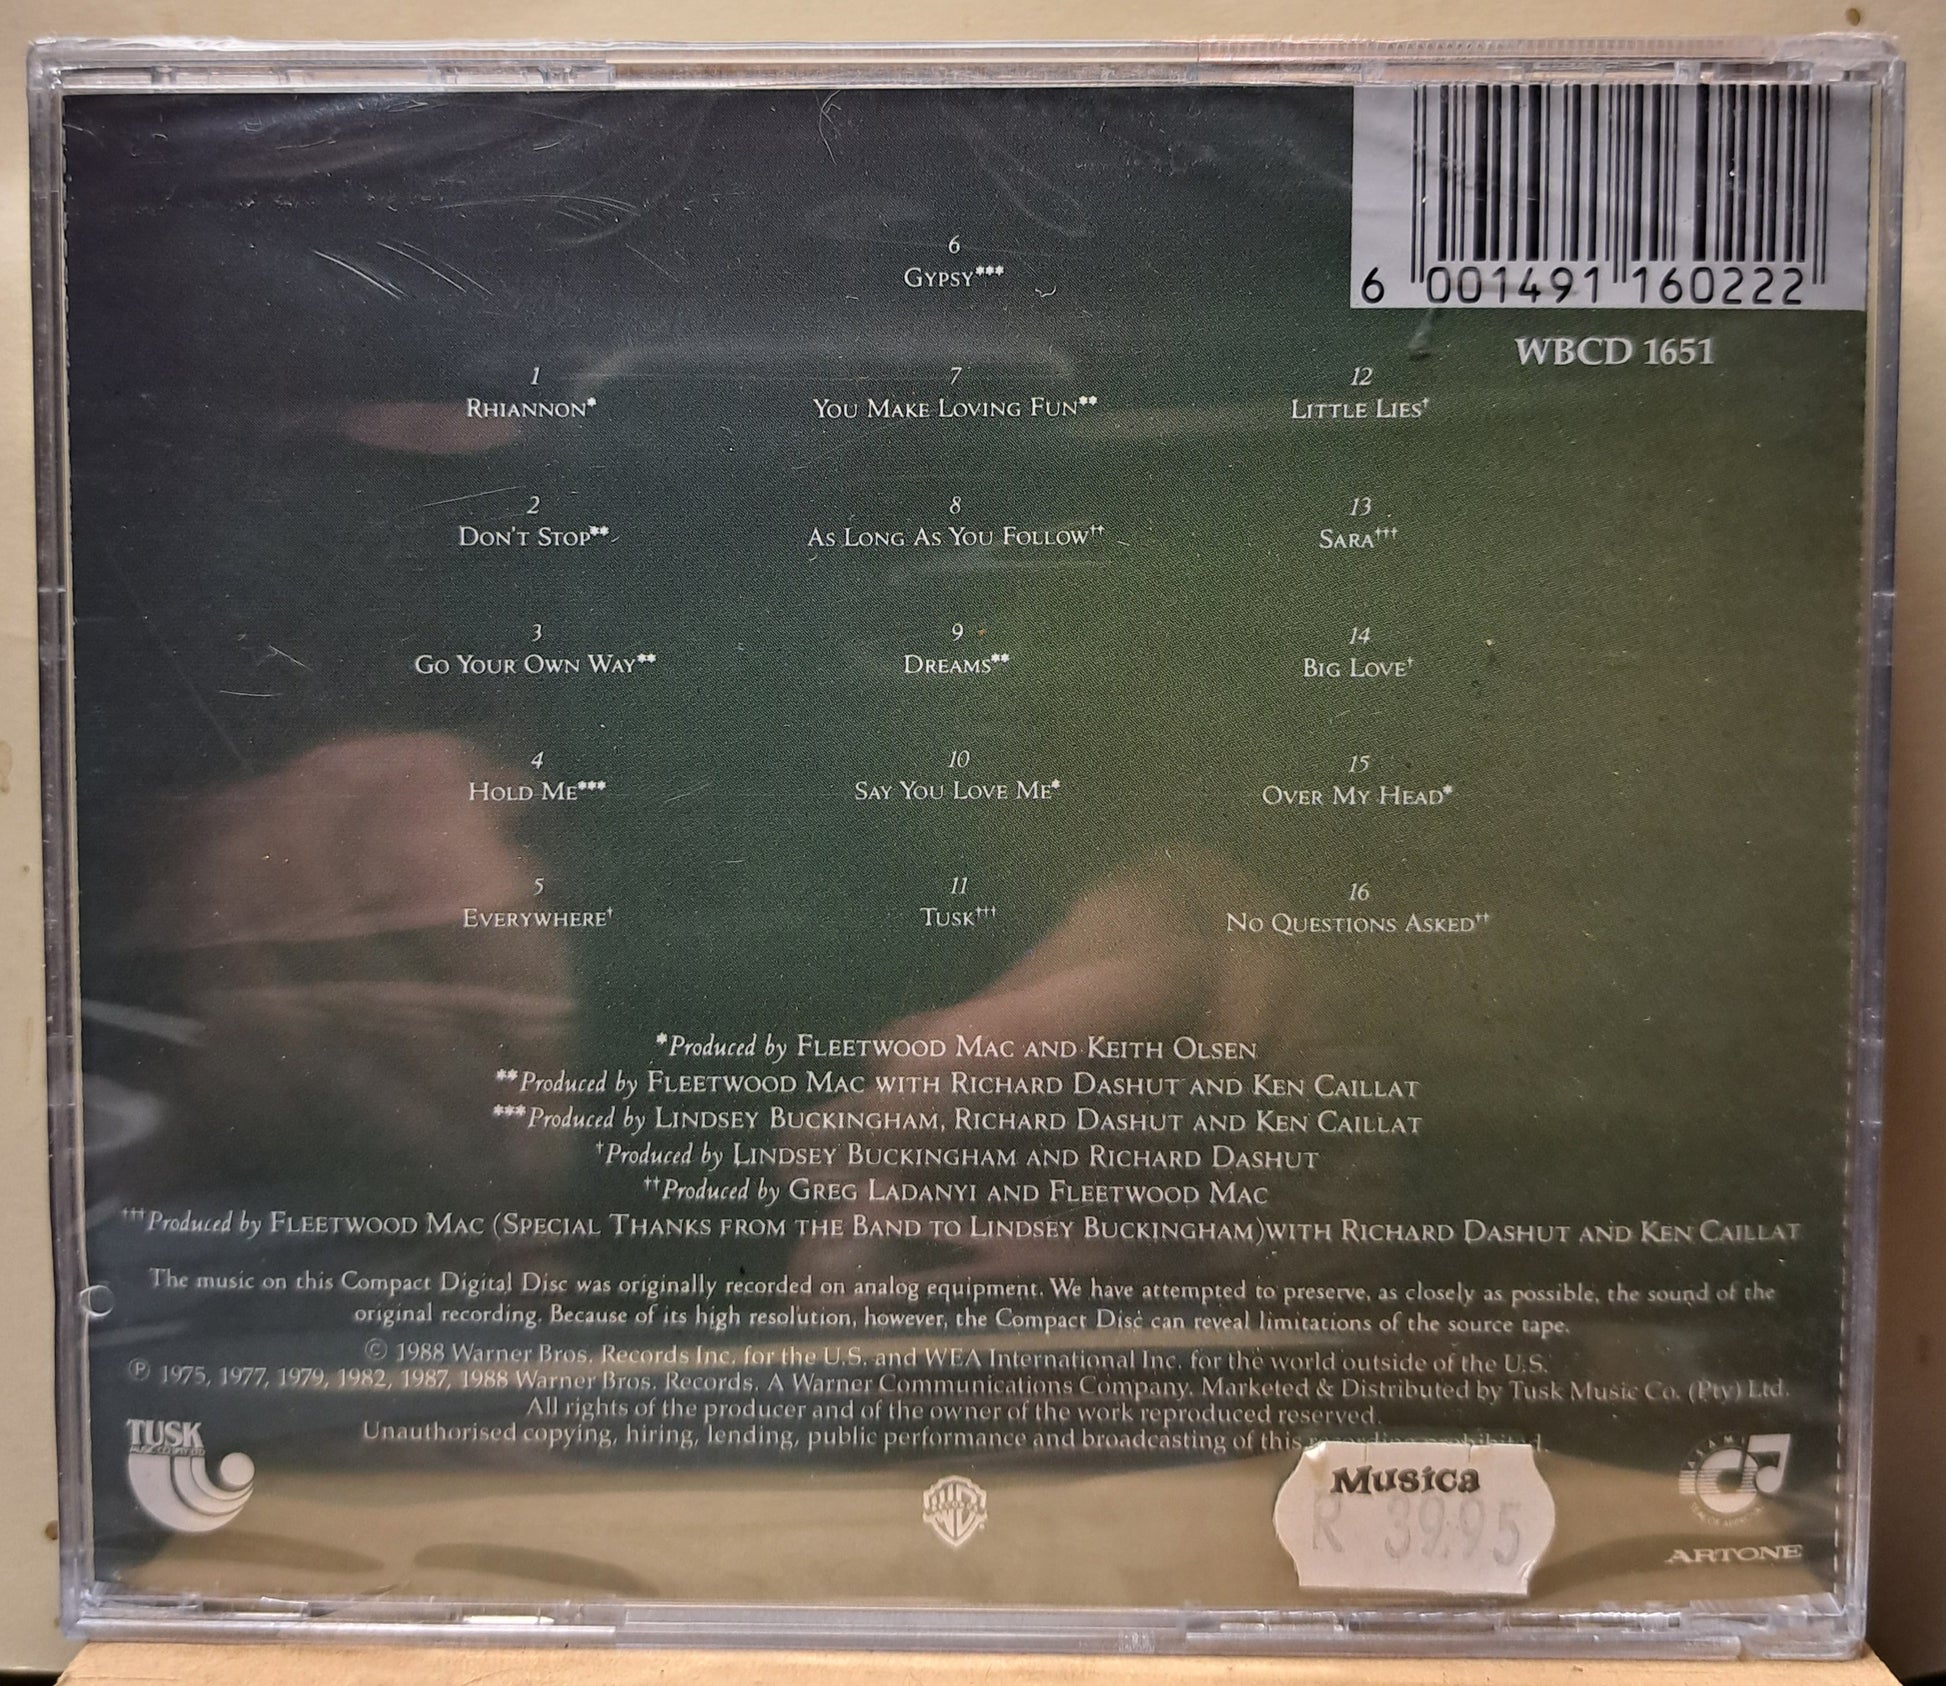 6 001491 160222
WBCD 1651
1
RHIANNON*
2
DON'T STOP**
3
GO YOUR OWN WAY**
4
HOLD ME***
5
EVERYWHERE†
6
GYPSY***
7
YOU MAKE LOVING FUN**
8
AS LONG AS YOU FOLLOW††
9
DREAMS**
10
SAY YOU LOVE ME*
11
TUSK†††
12
LITTLE LIES†
13
SARA†††
14
BIG LOVE†
15
OVER MY HEAD*
16
NO QUESTIONS ASKED††
*Produced by FLEETWOOD MAC AND KEITH OLSEN
**Produced by FLEETWOOD MAC WITH RICHARD DASHUT AND KEN CAILLAT
***Produced by LINDSEY BUCKINGHAM, RICHARD DASHUT AND KEN CAILLAT
†Produced by LINDSEY BUCKINGHAM AND RICHARD DASHUT
††Produced by GREG LADANYI AND FLEETWOOD MAC
†††Produced by FLEETWOOD MAC (SPECIAL THANKS FROM THE BAND TO LINDSEY BUCKINGHAM)WITH RICHARD DASHUT AND KEN CAILLAT
The music on this Compact Digital Disc was originally recorded on analog equipment. We have attempted to preserve, as closely as possible, the sound of the
original recording. Because of its high resolution, however, the Compact Disc can reveal limitations of the source tape.
© 1988 Warner Bros. Records Inc. for the U.S. and WEA International Inc. for the world outside of the U.S.
℗ 1975, 1977, 1979, 1982, 1987, 1988 Warner Bros. Records, A Warner Communications Company. Marketed & Distributed by Tusk Music Co. (Pty) Ltd.
All rights of the producer and of the owner of the work reproduced reserved.
Unauthorised copying, hiring, lending, public performance and broadcasting of this recording prohibited.
TUSK
MUSIC CO (PTY) LTD
RECORDS
Musica
R 39.95
ARTONE